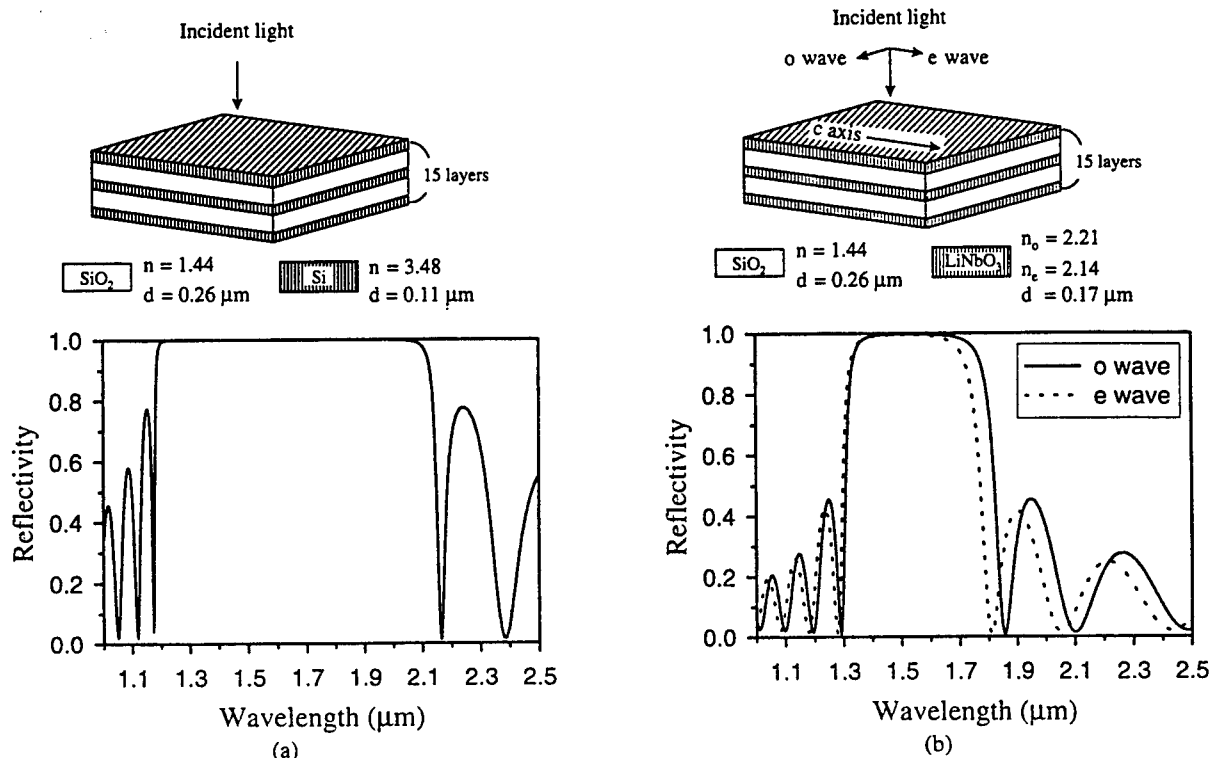 Incident light
15 layers
SiO2 n = 1.44 d = 0.26 μm
Si n = 3.48 d = 0.11 μm
1.0
0.8
0.6
0.4
0.2
0.0
Reflectivity
1.1 1.3 1.5 1.7 1.9 2.1 2.3 2.5
Wavelength (μm)
(a)
Incident light
o wave e wave
c axis
15 layers
SiO2 n = 1.44 d = 0.26 μm
LiNbO3 no = 2.21 ne = 2.14 d = 0.17 μm
1.0
0.8
0.6
0.4
0.2
0.0
Reflectivity
o wave
e wave
1.1 1.3 1.5 1.7 1.9 2.1 2.3 2.5
Wavelength (μm)
(b)